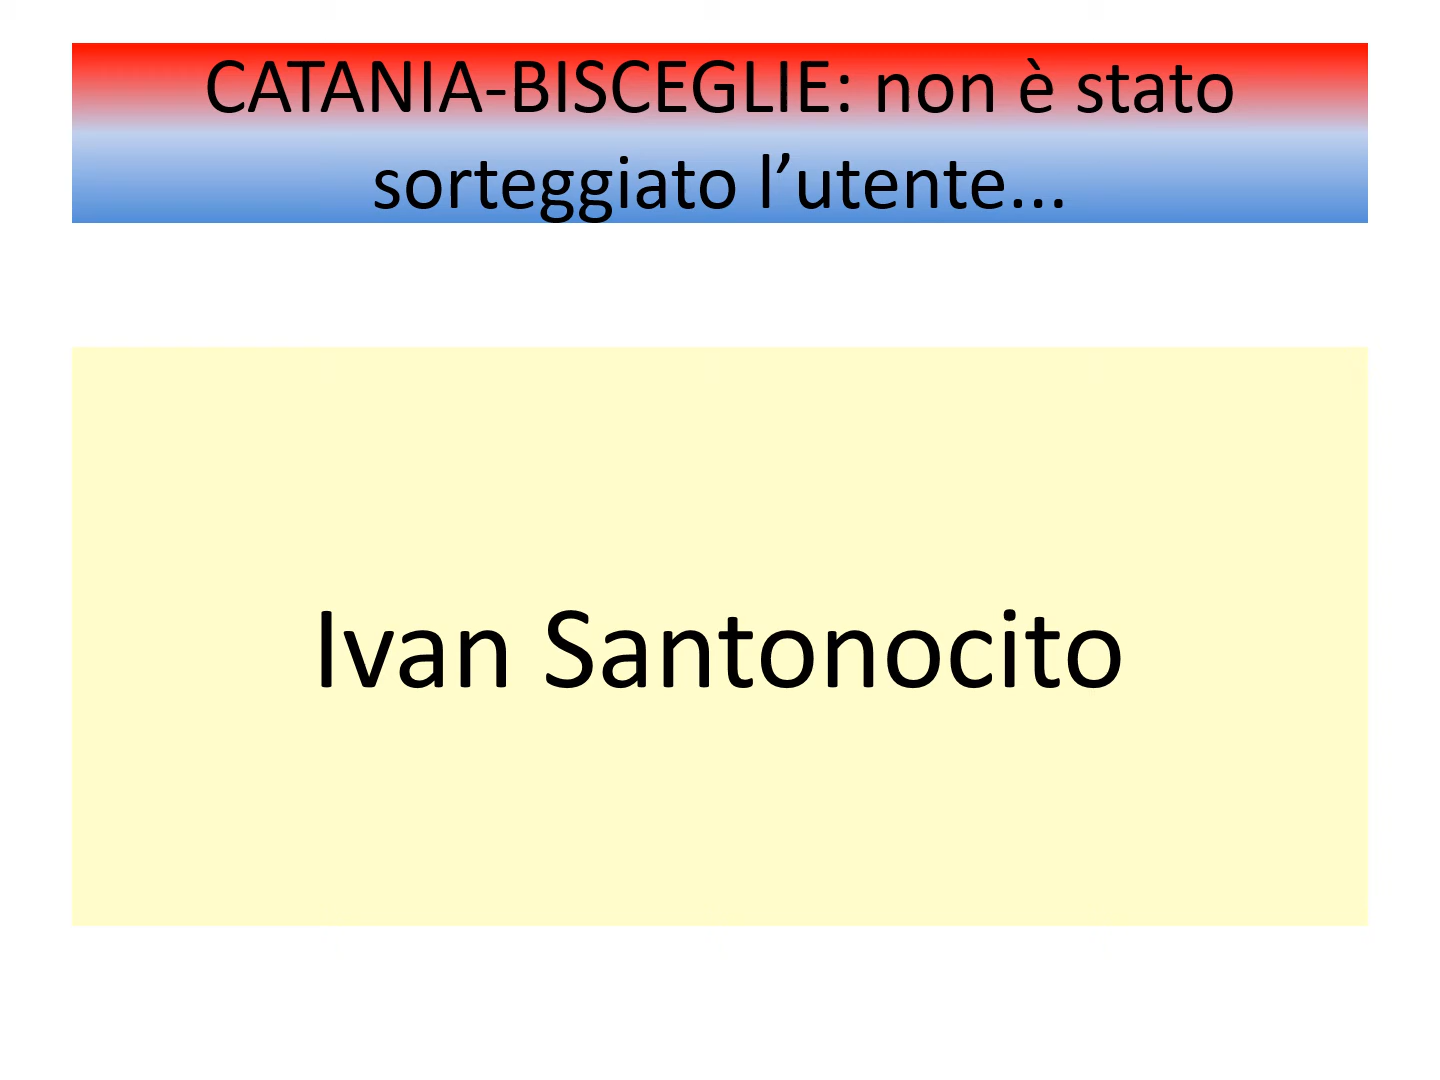 CATANIA-BISCEGLIE: non è stato
sorteggiato l’utente...
Ivan Santonocito